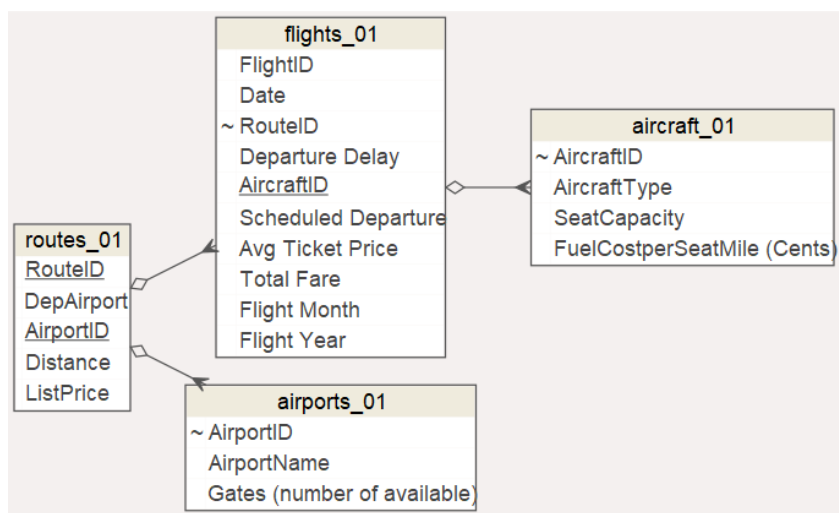 flights_01
FlightID
Date
~ RouteID
Departure Delay
AircraftID
Scheduled Departure
Avg Ticket Price
Total Fare
Flight Month
Flight Year
aircraft_01
~ AircraftID
AircraftType
SeatCapacity
FuelCostperSeatMile (Cents)
routes_01
RouteID
DepAirport
AirportID
Distance
ListPrice
airports_01
~ AirportID
AirportName
Gates (number of available)